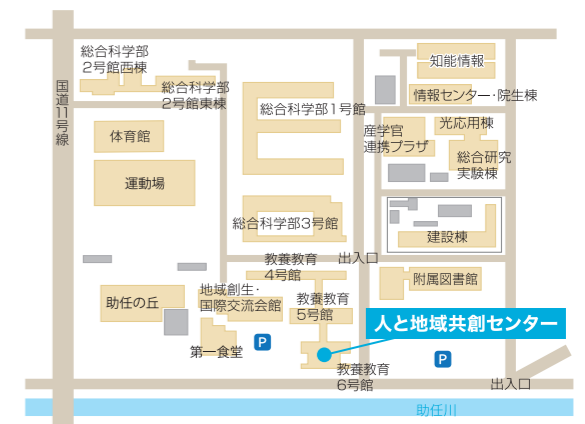 総合科学部
2号館西棟
総合科学部
2号館東棟
国道11号線
総合科学部1号館
知能情報
情報センター・院生棟
産学官
連携プラザ
光応用棟
総合研究
実験棟
体育館
運動場
総合科学部3号館
建設棟
出入口
教養教育
4号館
附属図書館
地域創生・
国際交流会館
教養教育
5号館
助任の丘
人と地域共創センター
第一食堂
P
P
教養教育
6号館
出入口
助任川